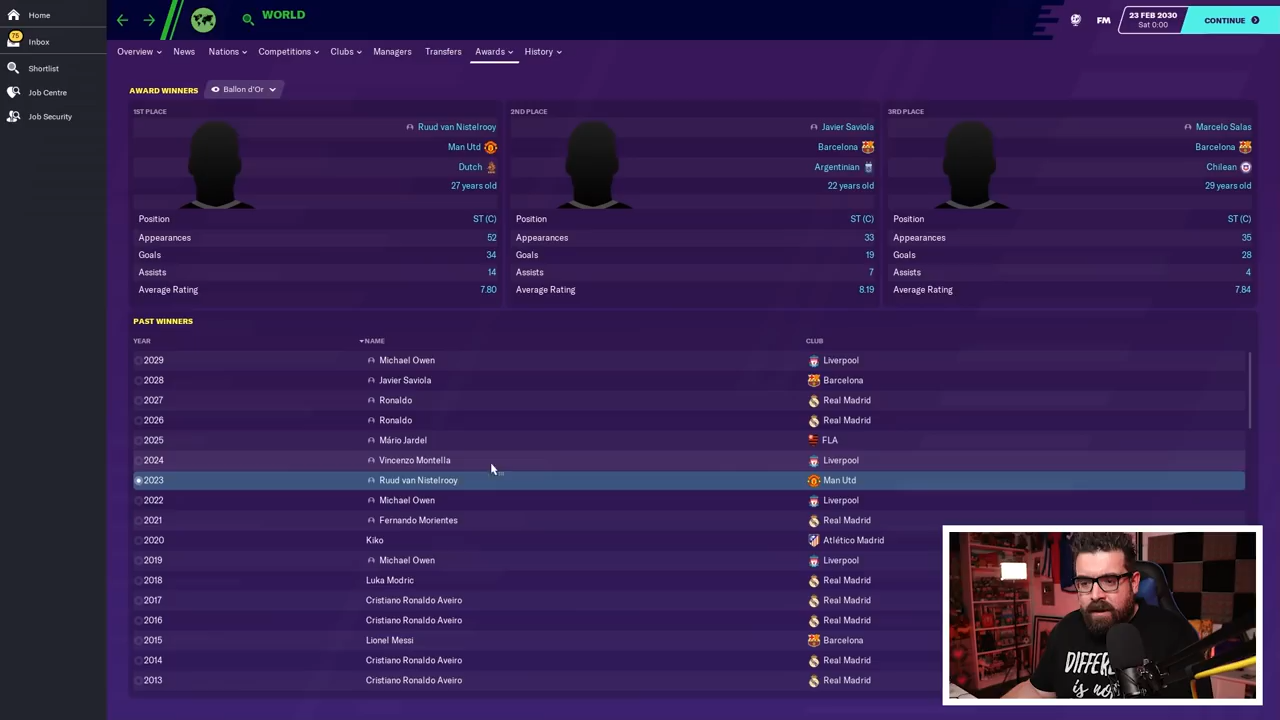 Home
75
Inbox
Shortlist
Job Centre
Job Security
WORLD
FM
23 FEB 2030
Sat 0:00
CONTINUE
Overview
News
Nations
Competitions
Clubs
Managers
Transfers
Awards
History
AWARD WINNERS
Ballon d'Or
1ST PLACE
Ruud van Nistelrooy
Man Utd
Dutch
27 years old
Position ST (C)
Appearances 52
Goals 34
Assists 14
Average Rating 7.80
2ND PLACE
Javier Saviola
Barcelona
Argentinian
22 years old
Position ST (C)
Appearances 33
Goals 19
Assists 7
Average Rating 8.19
3RD PLACE
Marcelo Salas
Barcelona
Chilean
29 years old
Position ST (C)
Appearances 35
Goals 28
Assists 4
Average Rating 7.84
PAST WINNERS
YEAR NAME CLUB
2029 Michael Owen Liverpool
2028 Javier Saviola Barcelona
2027 Ronaldo Real Madrid
2026 Ronaldo Real Madrid
2025 Mário Jardel FLA
2024 Vincenzo Montella Liverpool
2023 Ruud van Nistelrooy Man Utd
2022 Michael Owen Liverpool
2021 Fernando Morientes Real Madrid
2020 Kiko Atlético Madrid
2019 Michael Owen Liverpool
2018 Luka Modric Real Madrid
2017 Cristiano Ronaldo Aveiro Real Madrid
2016 Cristiano Ronaldo Aveiro Real Madrid
2015 Lionel Messi Barcelona
2014 Cristiano Ronaldo Aveiro Real Madrid
2013 Cristiano Ronaldo Aveiro Real Madrid
is